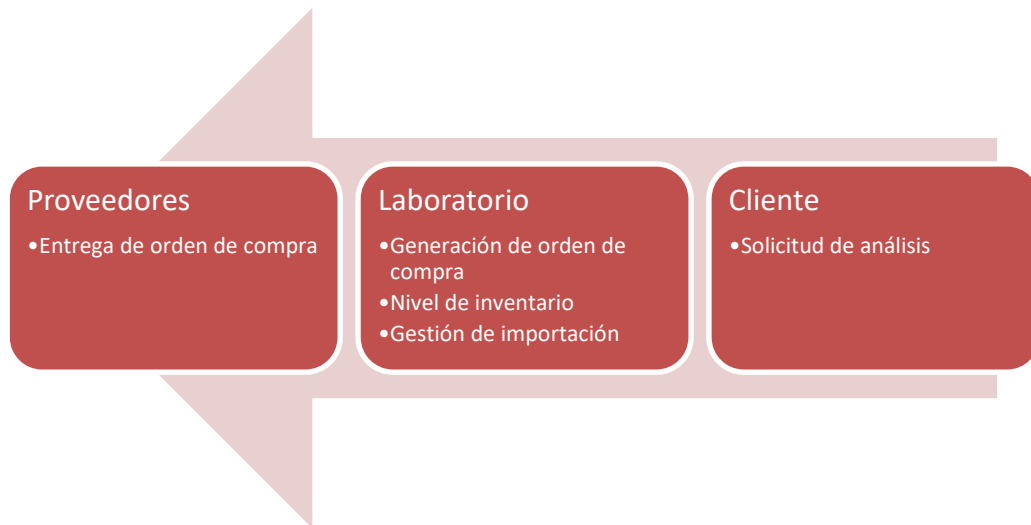 Proveedores
•Entrega de orden de compra
Laboratorio
•Generación de orden de
compra
•Nivel de inventario
•Gestión de importación
Cliente
•Solicitud de análisis